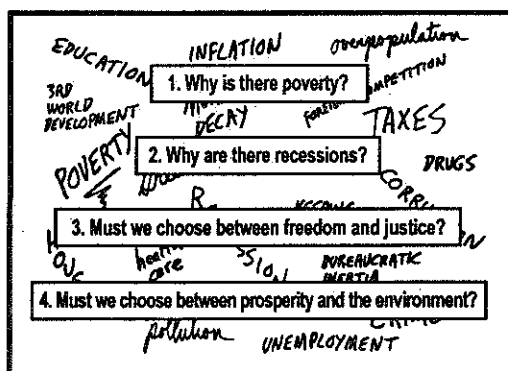 EDUCATION
INFLATION
overpopulation
1. Why is there poverty?
3RD
WORLD
DEVELOPMENT
DECAY
TAXES
POVERTY
2. Why are there recessions?
DRUGS
3. Must we choose between freedom and justice?
care
BUREAUCRATIC
INERTIA
4. Must we choose between prosperity and the environment?
pollution
UNEMPLOYMENT